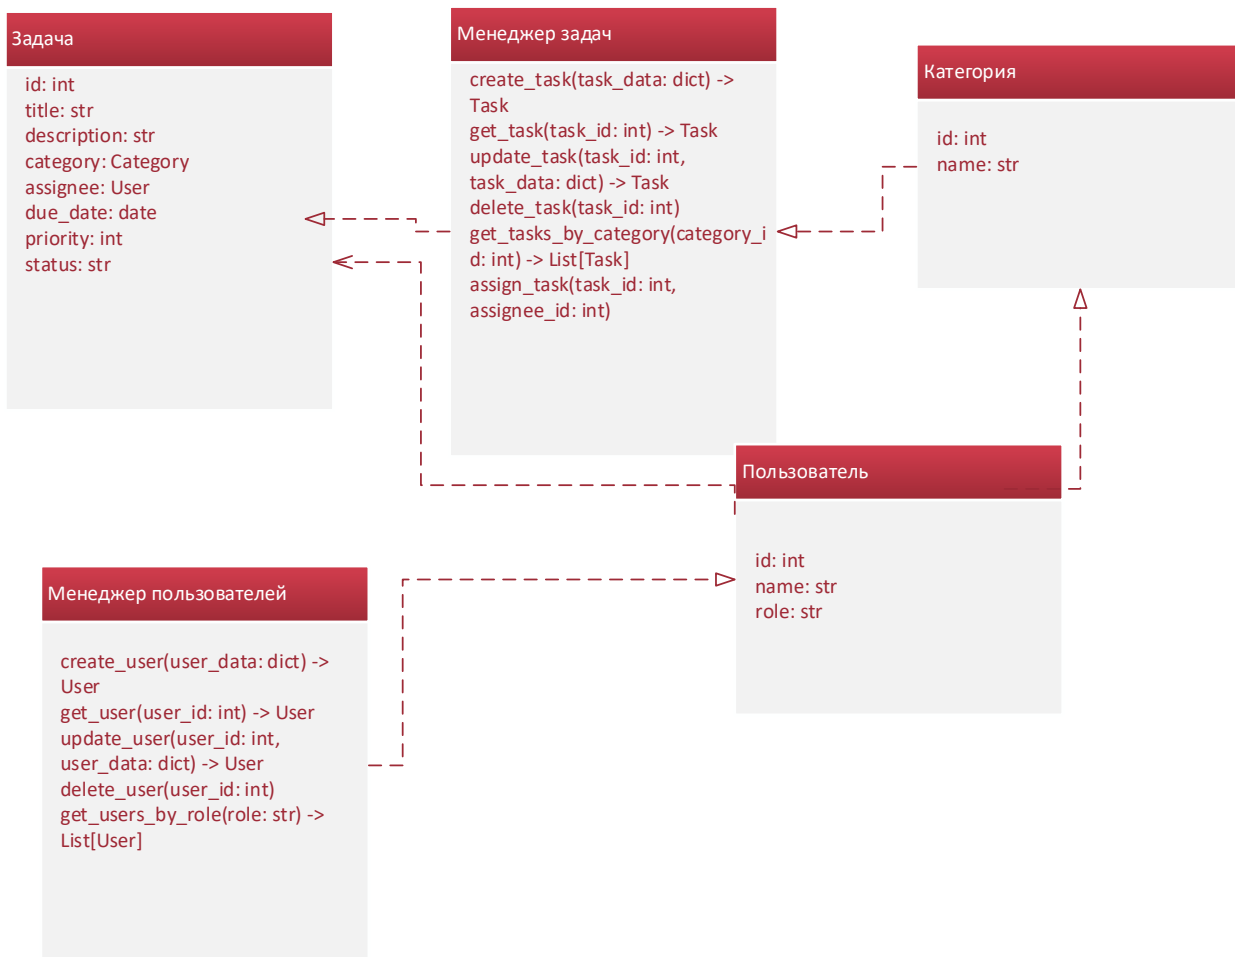 Задача
id: int
title: str
description: str
category: Category
assignee: User
due_date: date
priority: int
status: str
Менеджер задач
create_task(task_data: dict) ->
Task
get_task(task_id: int) -> Task
update_task(task_id: int,
task_data: dict) -> Task
delete_task(task_id: int)
get_tasks_by_category(category_i
d: int) -> List[Task]
assign_task(task_id: int,
assignee_id: int)
Категория
id: int
name: str
Пользователь
id: int
name: str
role: str
Менеджер пользователей
create_user(user_data: dict) ->
User
get_user(user_id: int) -> User
update_user(user_id: int,
user_data: dict) -> User
delete_user(user_id: int)
get_users_by_role(role: str) ->
List[User]